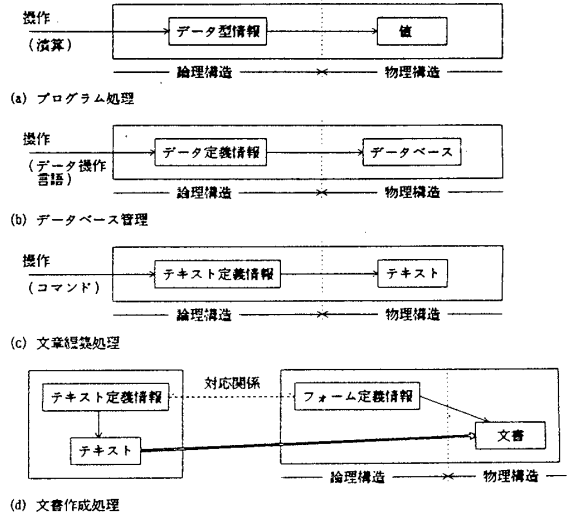 操作
(演算)
データ型情報
値
論理構造
物理構造
(a) プログラム処理
操作
(データ操作
言語)
データ定義情報
データベース
論理構造
物理構造
(b) データベース管理
操作
(コマンド)
テキスト定義情報
テキスト
論理構造
物理構造
(c) 文章編集処理
テキスト定義情報
対応関係
フォーム定義情報
テキスト
文書
論理構造
物理構造
(d) 文書作成処理